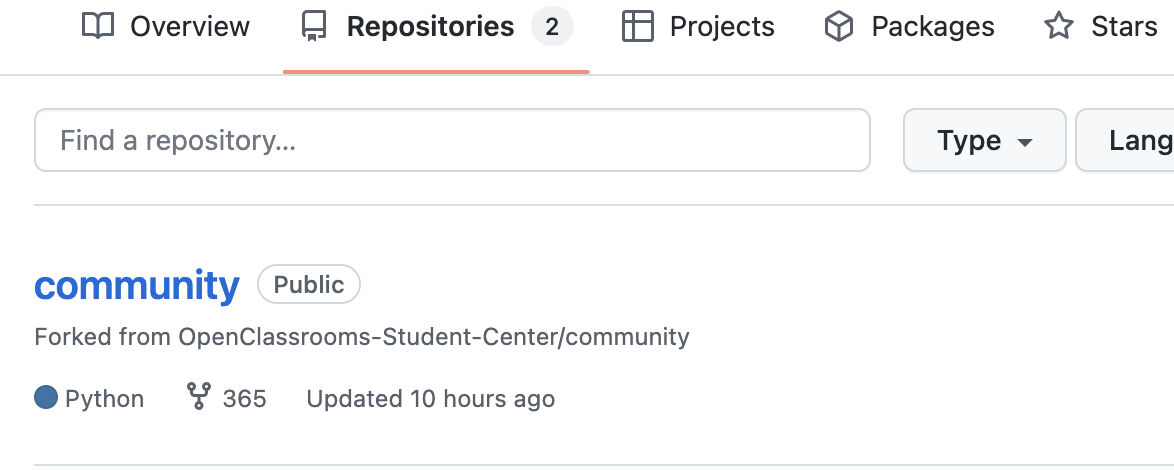 Overview Repositories 2 Projects Packages Stars
Find a repository... Type Lang
community Public
Forked from OpenClassrooms-Student-Center/community
Python 365 Updated 10 hours ago